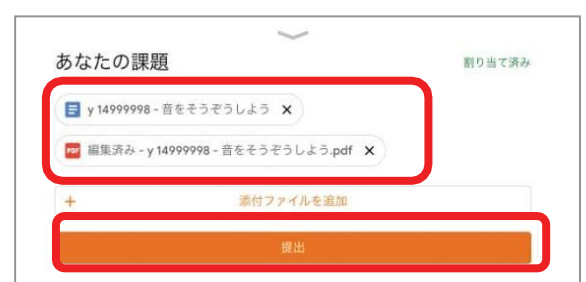 あなたの課題
割り当て済み
y 14999998 - 音をそうぞうしよう ×
PDF 編集済み - y 14999998 - 音をそうぞうしよう.pdf ×
+ 添付ファイルを追加
提出